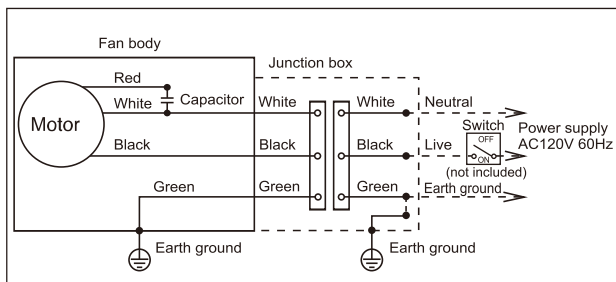 Fan body
Junction box
Red
White
Capacitor
White
White
Neutral
Motor
Switch
OFF
ON
(not included)
Power supply
AC120V 60Hz
Black
Black
Black
Live
Green
Green
Green
Earth ground
Earth ground
Earth ground